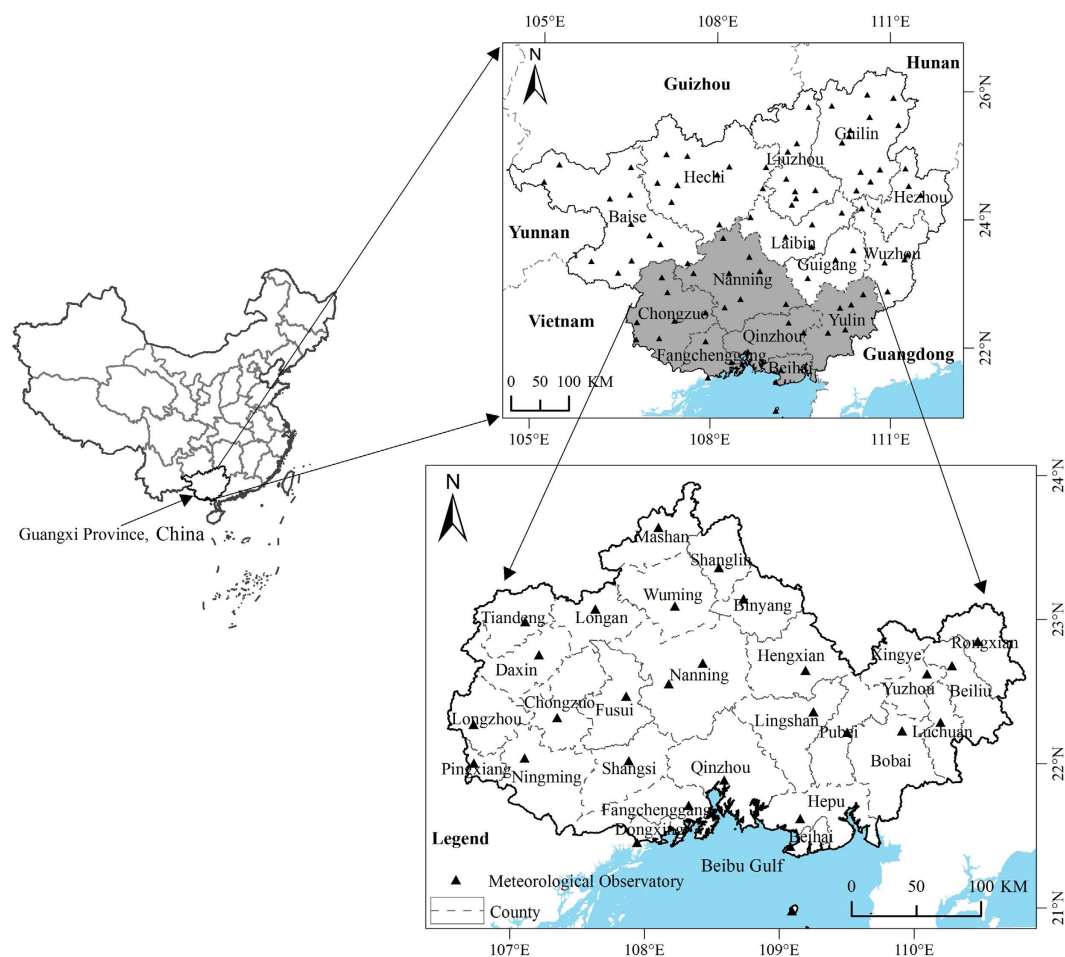 105°E 108°E 111°E
N
Hunan
Guizhou
26°N
Guilin
Liuzhou
Hechi
Hezhou
Baise
24°N
Yunnan
Laibin
Wuzhou
Guigang
Nanning
Chongzuo
Vietnam
Yulin
Qinzhou
22°N
Fangchenggang
Guangdong
Beihai
0 50 100 KM
105°E 108°E 111°E
Guangxi Province, China
24°N
N
Mashan
Shanglin
Wuming
Binyang
23°N
Tiandeng
Longan
Rongxian
Hengxian
Xingye
Daxin
Nanning
Yuzhou
Beiliu
Chongzuo
Fusui
Longzhou
Lingshan
Pubei
Luchuan
22°N
Pingxiang
Ningming
Shangsi
Qinzhou
Bobai
Fangchenggang
Hepu
Dongxing
Beihai
Legend
Beibu Gulf
Meteorological Observatory
0 50 100 KM
County
21°N
107°E 108°E 109°E 110°E